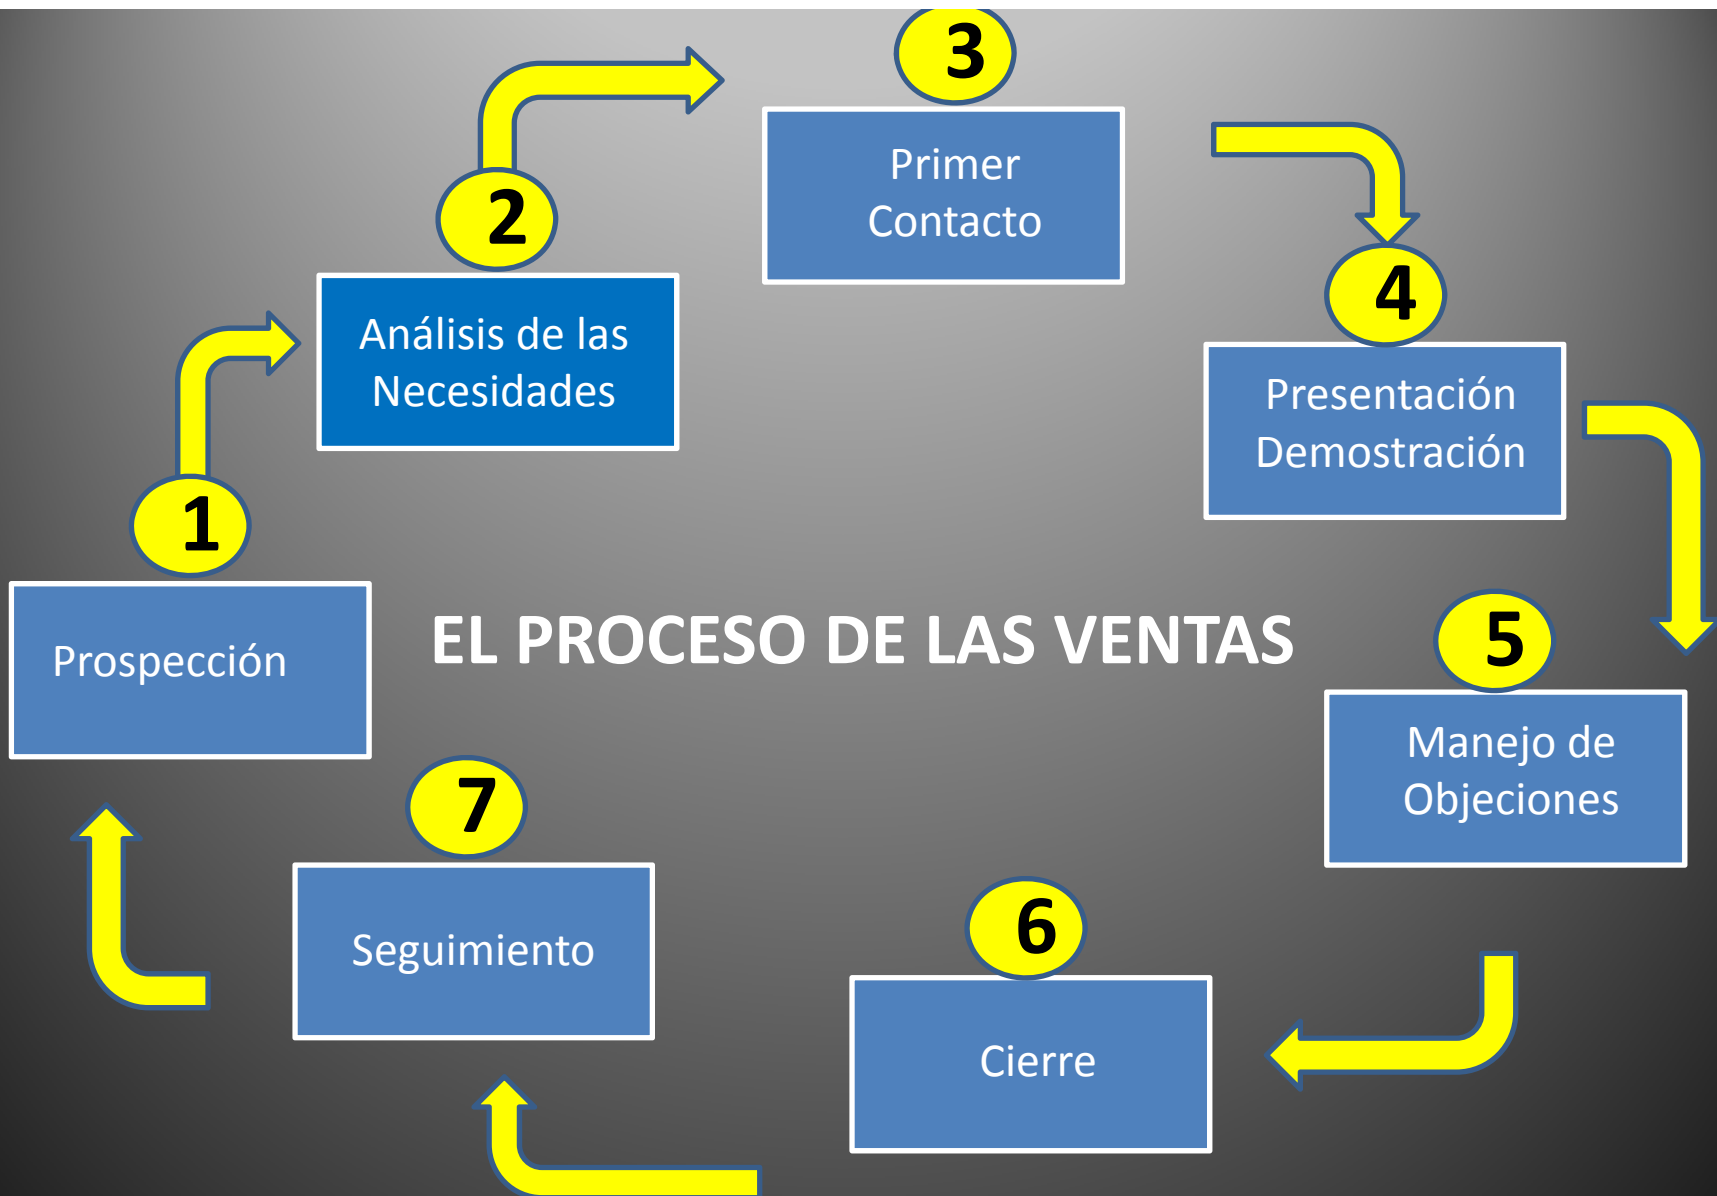 1
Prospección
2
Análisis de las
Necesidades
3
Primer
Contacto
4
Presentación
Demostración
5
Manejo de
Objeciones
6
Cierre
7
Seguimiento
EL PROCESO DE LAS VENTAS